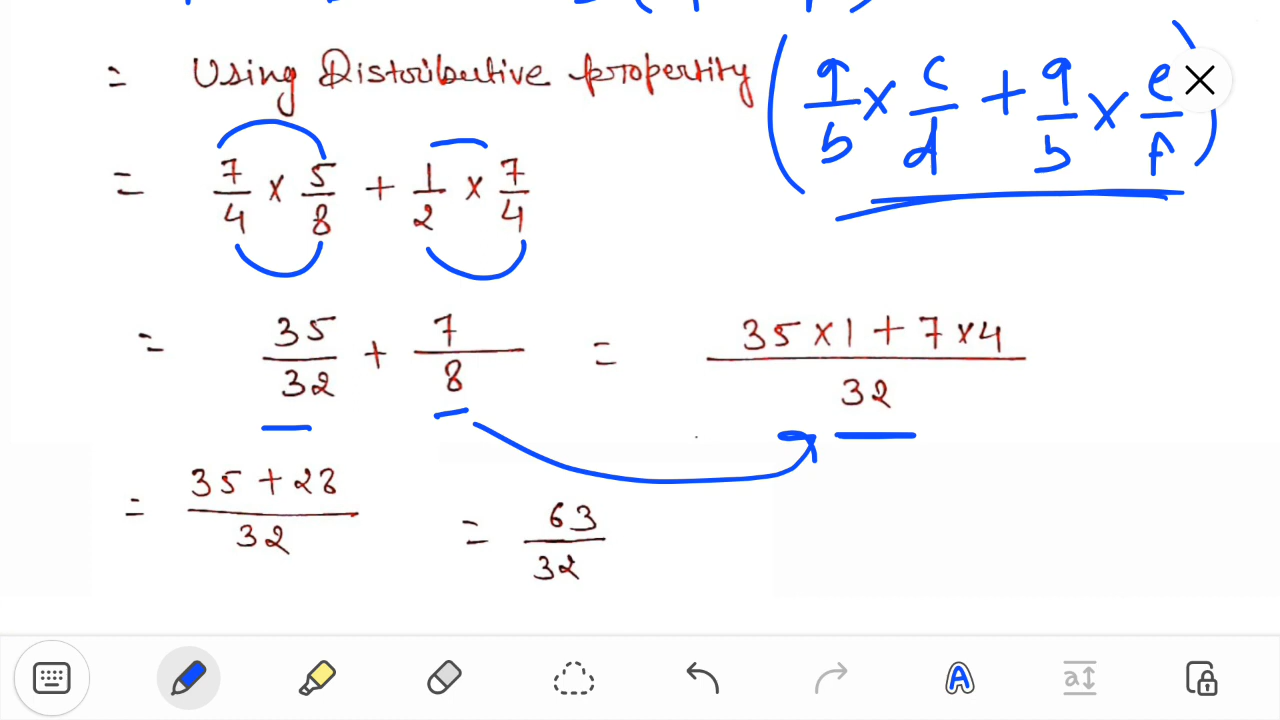 = Using Distributive propertity (a/b × c/d + a/b × e/f)
= 7/4 × 5/8 + 1/2 × 7/4
= 35/32 + 7/8 = 35×1+7×4/32
= 35+28/32 = 63/32